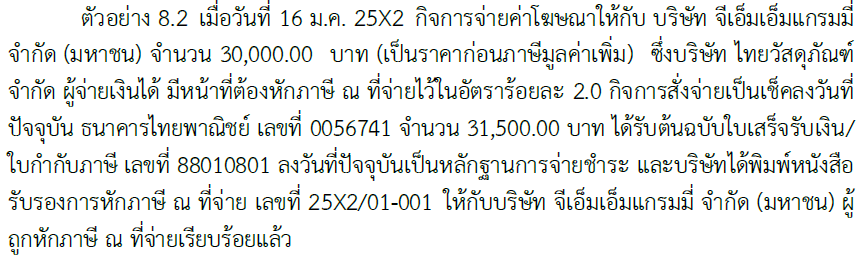 ตัวอย่าง 8.2 เมื่อวันที่ 16 ม.ค. 25X2 กิจการจ่ายค่าโฆษณาให้กับ บริษัท จีเอ็มเอ็มแกรมมี่
จำกัด (มหาชน) จำนวน 30,000.00 บาท (เป็นราคาก่อนภาษีมูลค่าเพิ่ม) ซึ่งบริษัท ไทยวัสดุภัณฑ์
จำกัด ผู้จ่ายเงินได้ มีหน้าที่ต้องหักภาษี ณ ที่จ่ายไว้ในอัตราร้อยละ 2.0 กิจการสั่งจ่ายเป็นเช็คลงวันที่
ปัจจุบัน ธนาคารไทยพาณิชย์ เลขที่ 0056741 จำนวน 31,500.00 บาท ได้รับต้นฉบับใบเสร็จรับเงิน/
ใบกำกับภาษี เลขที่ 88010801 ลงวันที่ปัจจุบันเป็นหลักฐานการจ่ายชำระ และบริษัทได้พิมพ์หนังสือ
รับรองการหักภาษี ณ ที่จ่าย เลขที่ 25X2/01-001 ให้กับบริษัท จีเอ็มเอ็มแกรมมี่ จำกัด (มหาชน) ผู้
ถูกหักภาษี ณ ที่จ่ายเรียบร้อยแล้ว